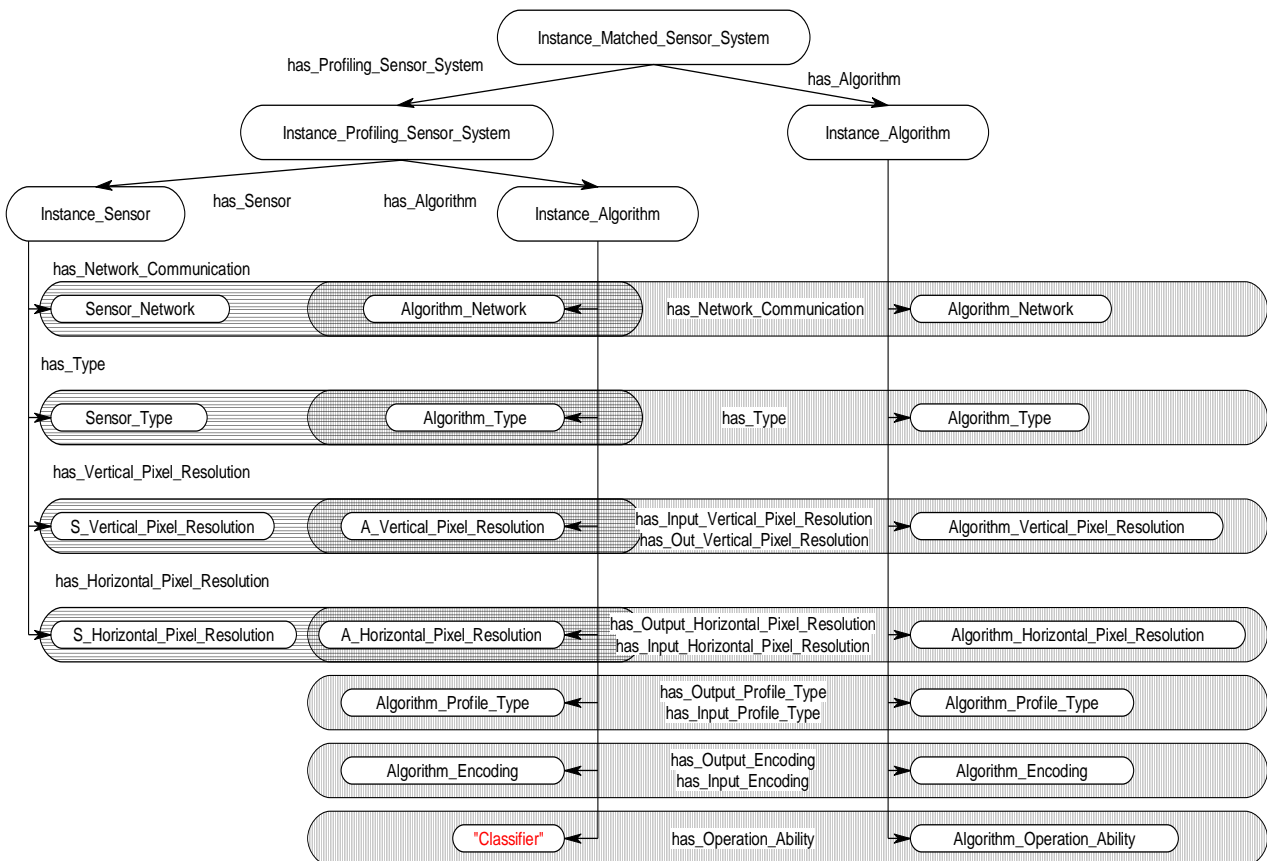 Instance_Matched_Sensor_System
has_Profiling_Sensor_System
has_Algorithm
Instance_Profiling_Sensor_System
Instance_Algorithm
Instance_Sensor
has_Sensor
has_Algorithm
Instance_Algorithm
has_Network_Communication
Sensor_Network
Algorithm_Network
has_Network_Communication
Algorithm_Network
has_Type
Sensor_Type
Algorithm_Type
has_Type
Algorithm_Type
has_Vertical_Pixel_Resolution
S_Vertical_Pixel_Resolution
A_Vertical_Pixel_Resolution
has_Input_Vertical_Pixel_Resolution
has_Out_Vertical_Pixel_Resolution
Algorithm_Vertical_Pixel_Resolution
has_Horizontal_Pixel_Resolution
S_Horizontal_Pixel_Resolution
A_Horizontal_Pixel_Resolution
has_Output_Horizontal_Pixel_Resolution
has_Input_Horizontal_Pixel_Resolution
Algorithm_Horizontal_Pixel_Resolution
Algorithm_Profile_Type
has_Output_Profile_Type
has_Input_Profile_Type
Algorithm_Profile_Type
Algorithm_Encoding
has_Output_Encoding
has_Input_Encoding
Algorithm_Encoding
"Classifier"
has_Operation_Ability
Algorithm_Operation_Ability